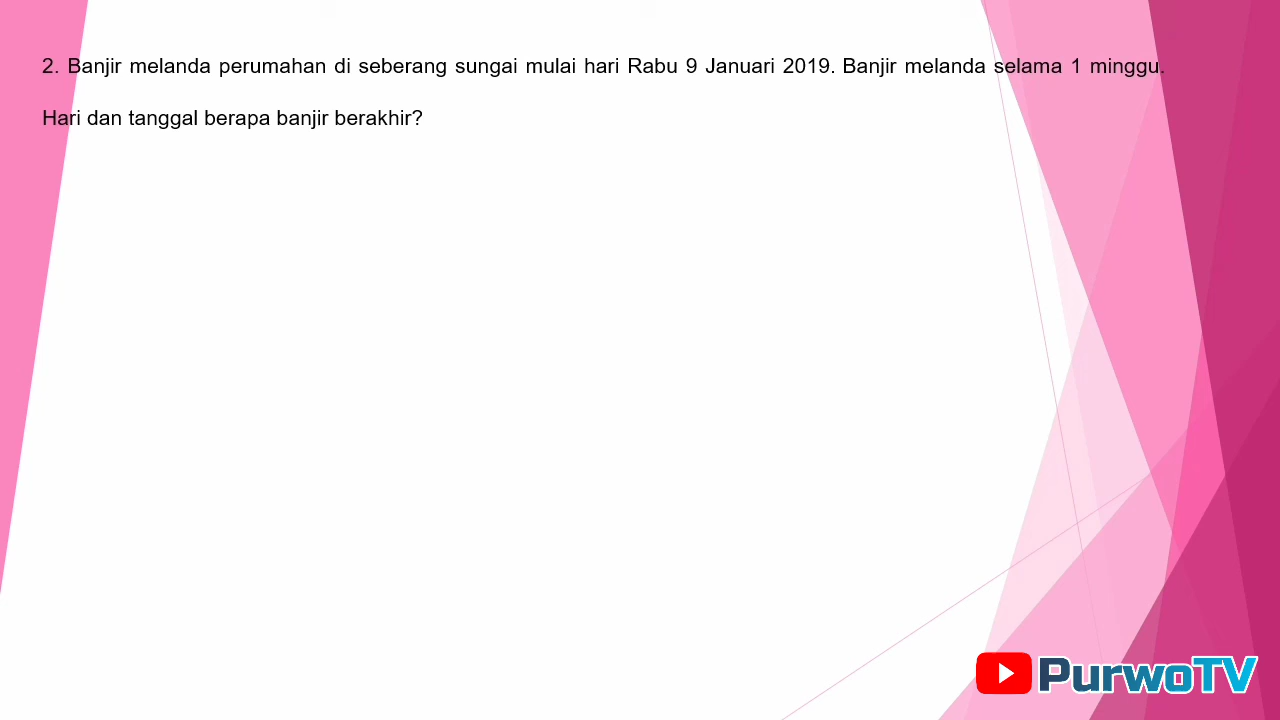 2. Banjir melanda perumahan di seberang sungai mulai hari Rabu 9 Januari 2019. Banjir melanda selama 1 minggu.
Hari dan tanggal berapa banjir berakhir?
PurwoTV